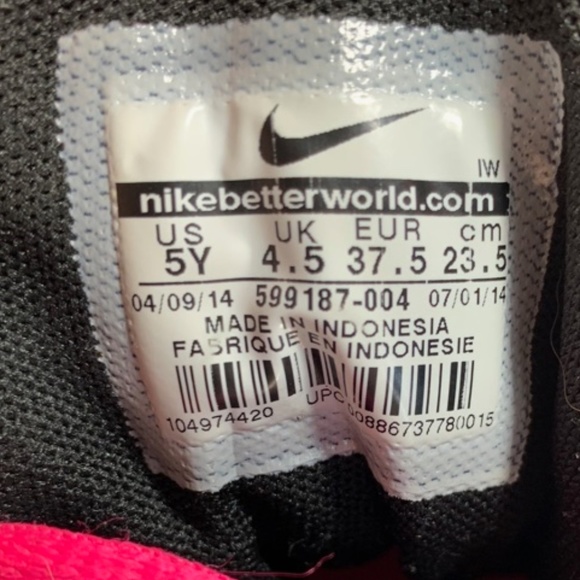 IW
nikebetterworld.com
US UK EUR cm
5Y 4.5 37.5 23.5
04/09/14 599187-004 07/01/14
MADE IN INDONESIA
FABRIQUE EN INDONESIE
104974420 UPC 00886737780015